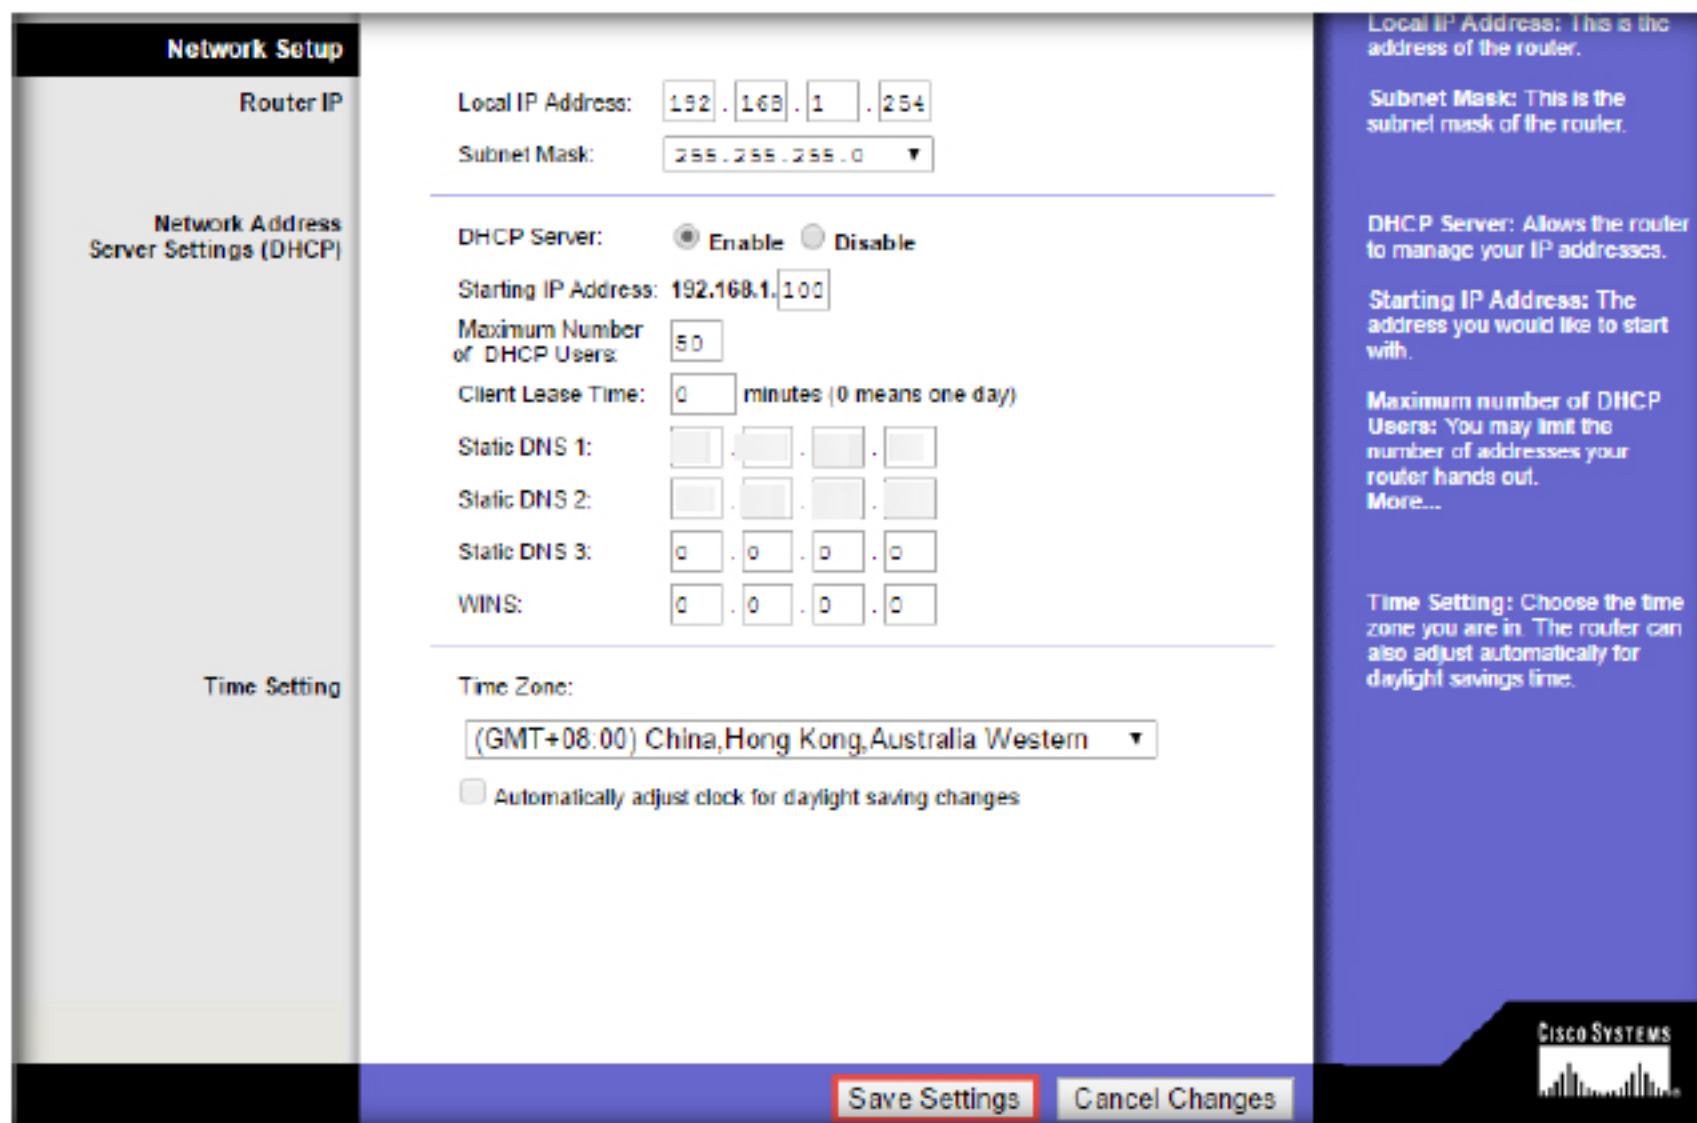 Network Setup
Router IP
Local IP Address: 192 . 168 . 1 . 254
Subnet Mask: 255.255.255.0
Network Address
Server Settings (DHCP)
DHCP Server: Enable Disable
Starting IP Address: 192.168.1. 100
Maximum Number
of DHCP Users: 50
Client Lease Time: 0 minutes (0 means one day)
Static DNS 1: . . .
Static DNS 2: . . .
Static DNS 3: 0 . 0 . 0 . 0
WINS: 0 . 0 . 0 . 0
Time Setting
Time Zone:
(GMT+08:00) China,Hong Kong,Australia Western
Automatically adjust clock for daylight saving changes
Save Settings
Cancel Changes
Local IP Address: This is the
address of the router.
Subnet Mask: This is the
subnet mask of the router.
DHCP Server: Allows the router
to manage your IP addresses.
Starting IP Address: The
address you would like to start
with.
Maximum number of DHCP
Users: You may limit the
number of addresses your
router hands out.
More...
Time Setting: Choose the time
zone you are in. The router can
also adjust automatically for
daylight savings time.
CISCO SYSTEMS